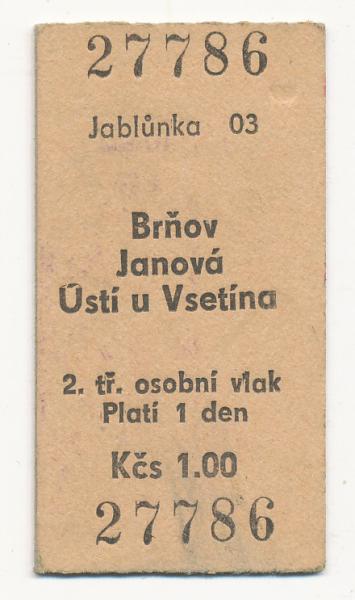 27786
Jablůnka 03
Brňov
Janová
Ústí u Vsetína
2. tř. osobní vlak
Platí 1 den
Kčs 1.00
27786